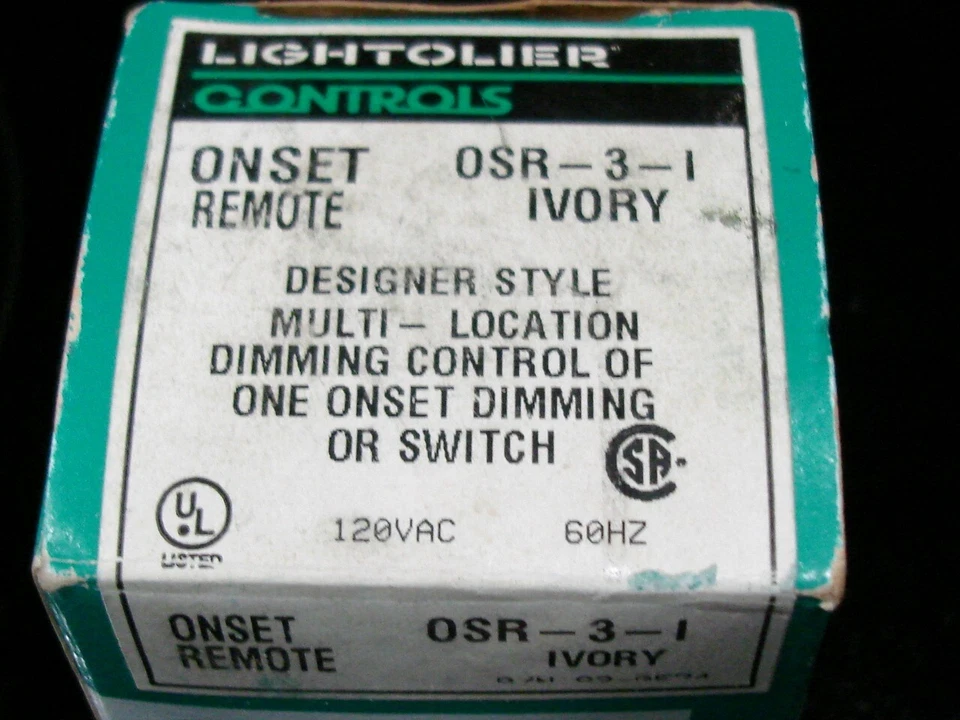 LIGHTOLIER
CONTROLS
ONSET OSR-3-I
REMOTE IVORY
DESIGNER STYLE
MULTI- LOCATION
DIMMING CONTROL OF
ONE ONSET DIMMING
OR SWITCH
CSA
UL
LISTED
120VAC 60HZ
ONSET OSR-3-I
REMOTE IVORY